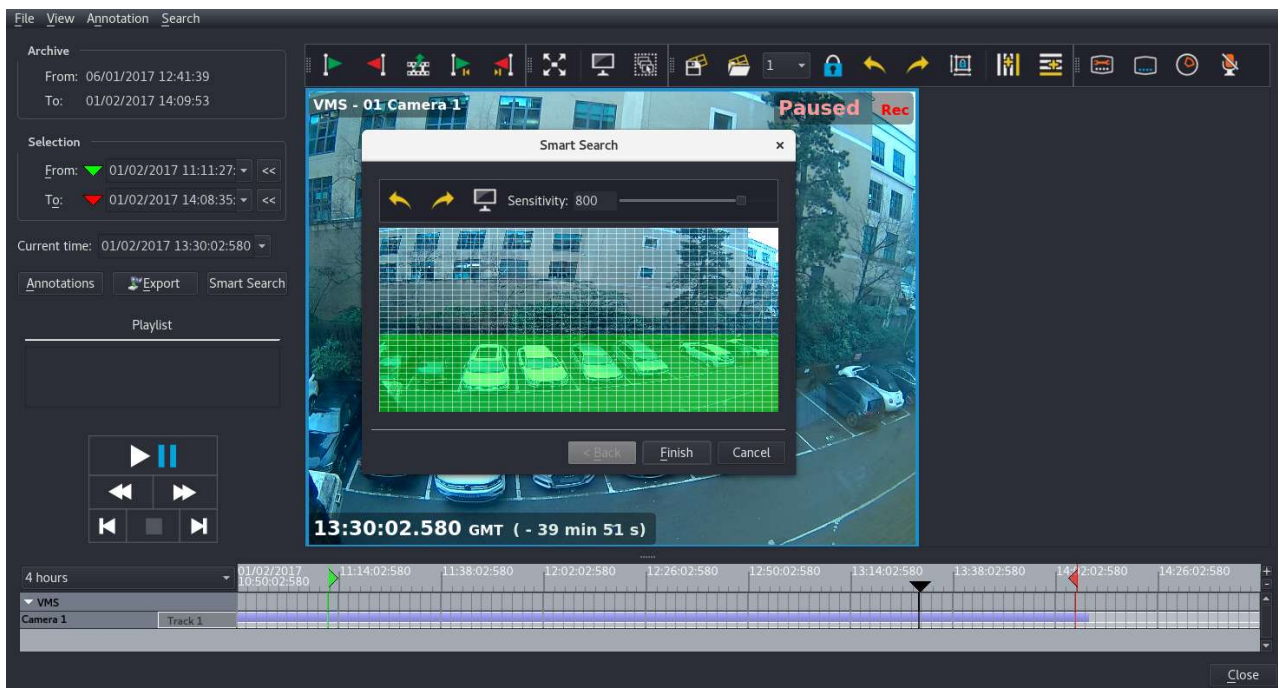 File View Annotation Search
Archive
From: 06/01/2017 12:41:39
To: 01/02/2017 14:09:53
Selection
From: 01/02/2017 11:11:27: <<
To: 01/02/2017 14:08:35: <<
Current time: 01/02/2017 13:30:02:580
Annotations Export Smart Search
Playlist
1
VMS - 01 Camera 1 Paused Rec
Smart Search ×
Sensitivity: 800
< Back Finish Cancel
13:30:02.580 GMT ( - 39 min 51 s)
4 hours
01/02/2017
10:50:02:580 11:14:02:580 11:38:02:580 12:02:02:580 12:26:02:580 12:50:02:580 13:14:02:580 13:38:02:580 14:02:02:580 14:26:02:580 +
-
VMS
Camera 1 Track 1
Close